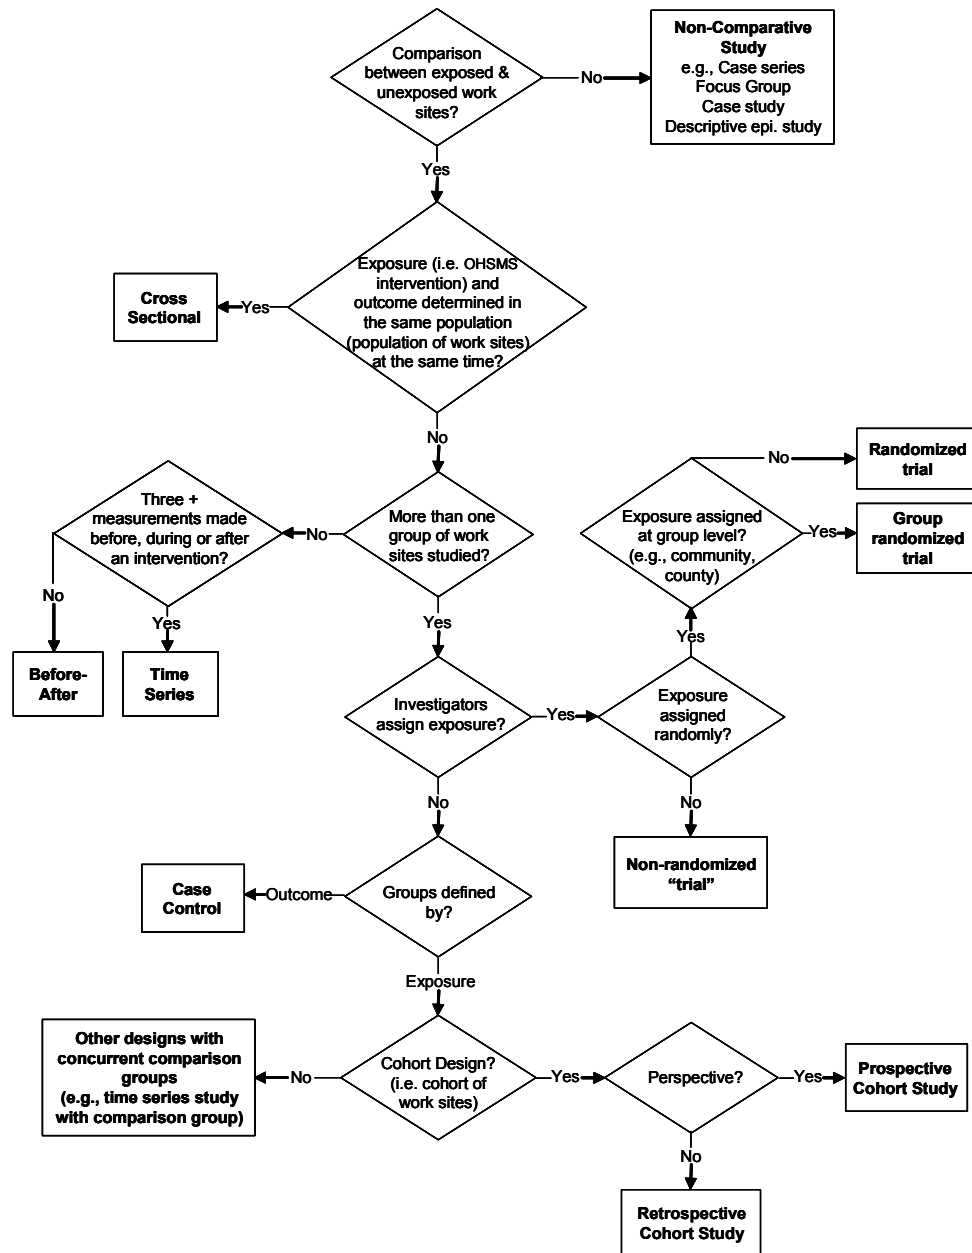 Comparison
between exposed &
unexposed work
sites?
No
Non-Comparative
Study
e.g., Case series
Focus Group
Case study
Descriptive epi. study
Yes
Exposure (i.e. OHSMS
intervention) and
outcome determined in
the same population
(population of work sites)
at the same time?
Yes
Cross
Sectional
No
More than one
group of work
sites studied?
No
Three +
measurements made
before, during or after
an intervention?
No
Before-
After
Yes
Time
Series
Yes
Investigators
assign exposure?
Yes
Exposure
assigned
randomly?
Yes
Exposure assigned
at group level?
(e.g., community,
county)
No
Randomized
trial
Yes
Group
randomized
trial
No
Non-randomized
“trial”
No
Groups defined
by?
Outcome
Case
Control
Exposure
Cohort Design?
(i.e. cohort of
work sites)
No
Other designs with
concurrent comparison
groups
(e.g., time series study
with comparison group)
Yes
Perspective?
Yes
Prospective
Cohort Study
No
Retrospective
Cohort Study